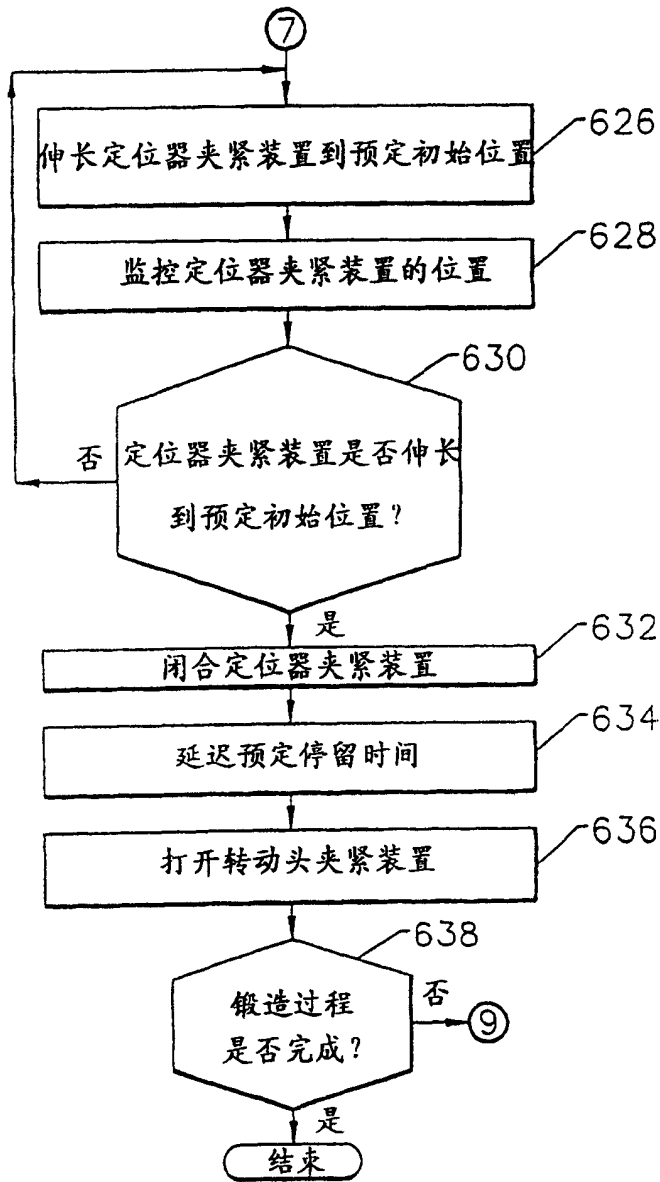 7
伸长定位器夹紧装置到预定初始位置
626
监控定位器夹紧装置的位置
628
630
否
定位器夹紧装置是否伸长
到预定初始位置?
是
632
闭合定位器夹紧装置
634
延迟预定停留时间
636
打开转动头夹紧装置
638
锻造过程
是否完成?
否
9
是
结束